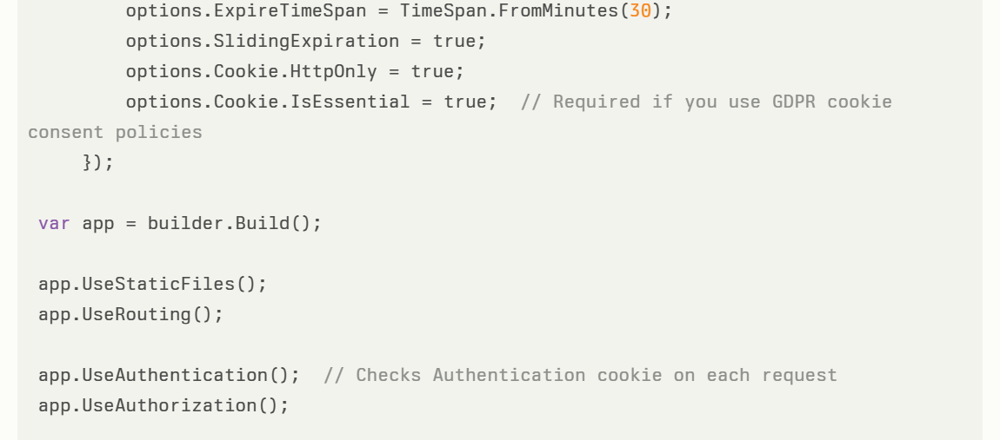 options.ExpireTimeSpan = TimeSpan.FromMinutes(30);
options.SlidingExpiration = true;
options.Cookie.HttpOnly = true;
options.Cookie.IsEssential = true;  // Required if you use GDPR cookie
consent policies
});
var app = builder.Build();
app.UseStaticFiles();
app.UseRouting();
app.UseAuthentication();  // Checks Authentication cookie on each request
app.UseAuthorization();